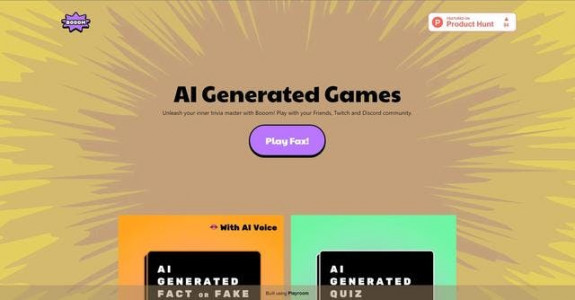 BOOOM!
FEATURED ON
Product Hunt
AI Generated Games
Unleash your inner trivia master with Booom! Play with your Friends, Twitch and Discord community.
Play Fax!
With AI Voice
AI
GENERATED
FACT OR FAKE
AI
GENERATED
QUIZ
Built using Playroom